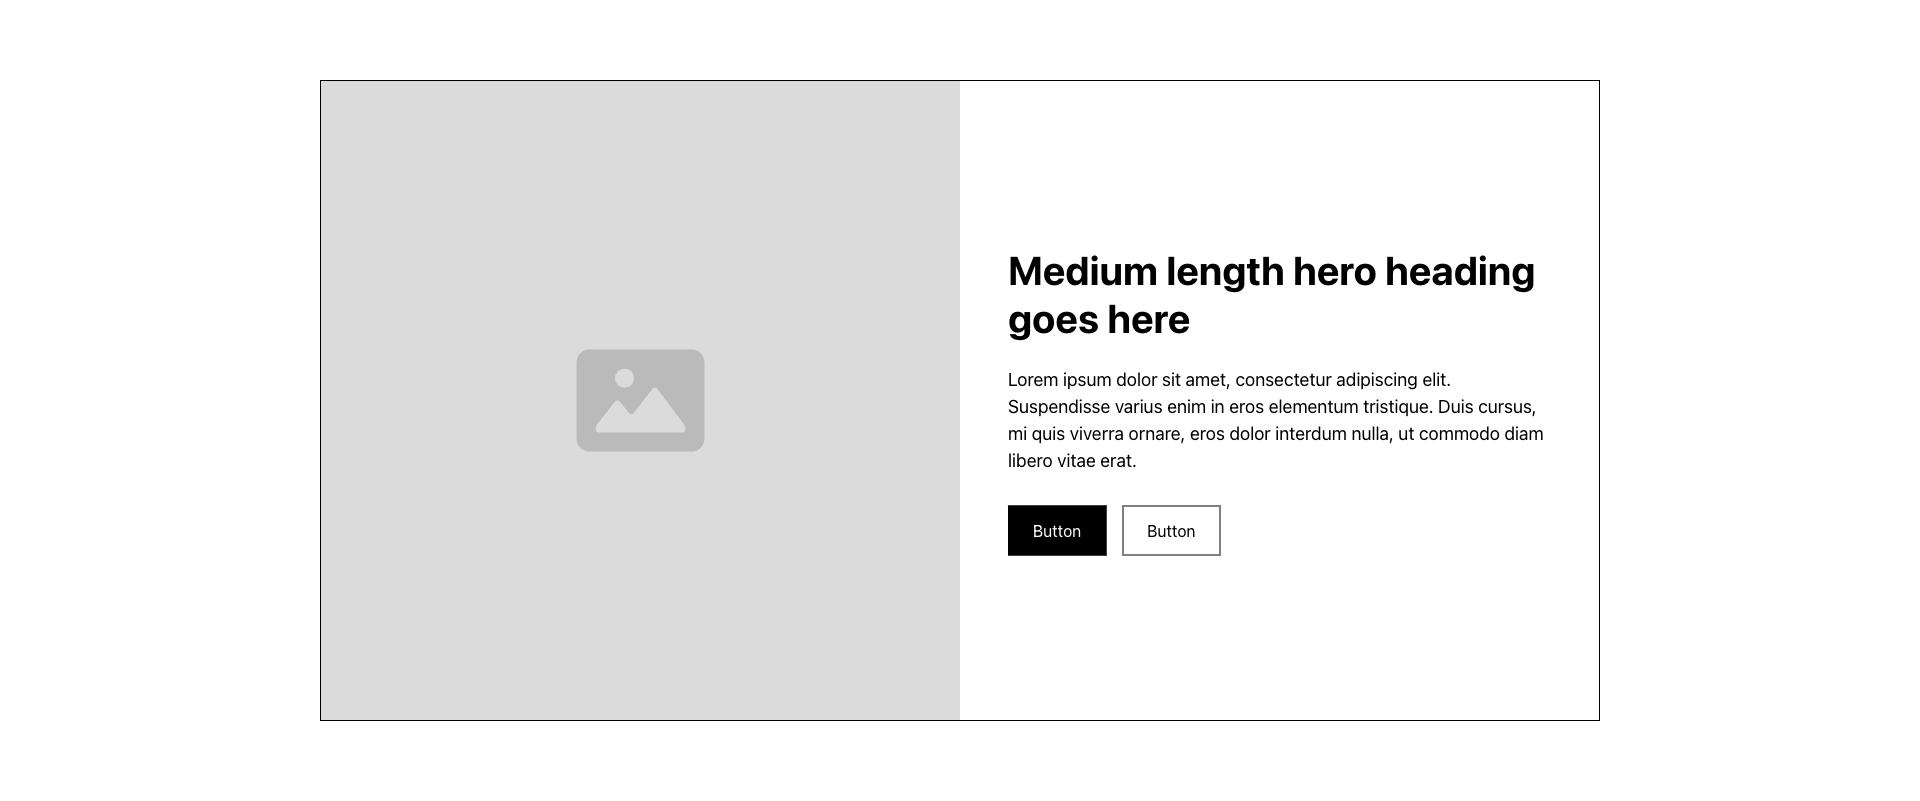 Medium length hero heading
goes here
Lorem ipsum dolor sit amet, consectetur adipiscing elit.
Suspendisse varius enim in eros elementum tristique. Duis cursus,
mi quis viverra ornare, eros dolor interdum nulla, ut commodo diam
libero vitae erat.
Button
Button